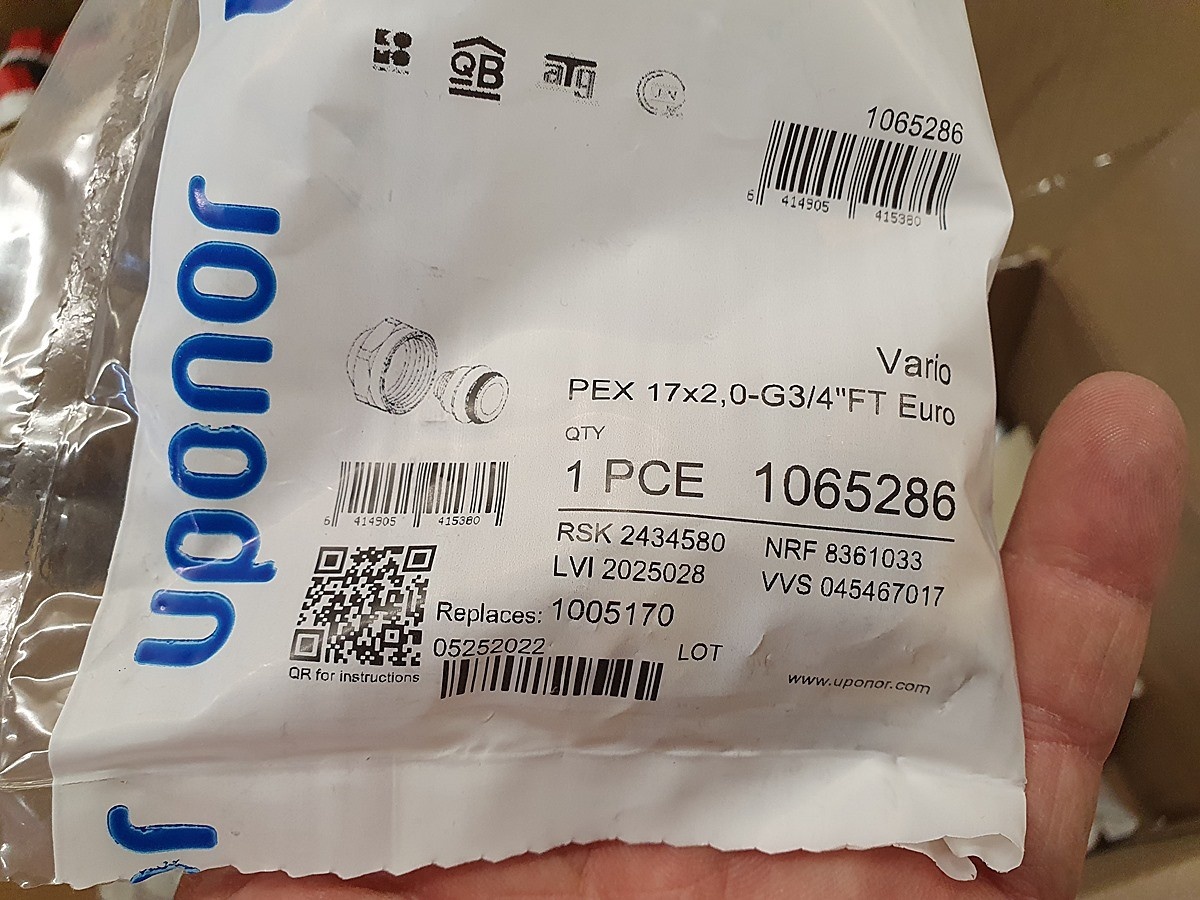 KOMO
QB
aTg
1065286
6 414905 415380
uponor
Vario
PEX 17x2,0-G3/4"FT Euro
QTY
1 PCE 1065286
6 414905 415380
RSK 2434580 NRF 8361033
LVI 2025028 VVS 045467017
Replaces: 1005170
05252022 LOT
QR for instructions
www.uponor.com
or